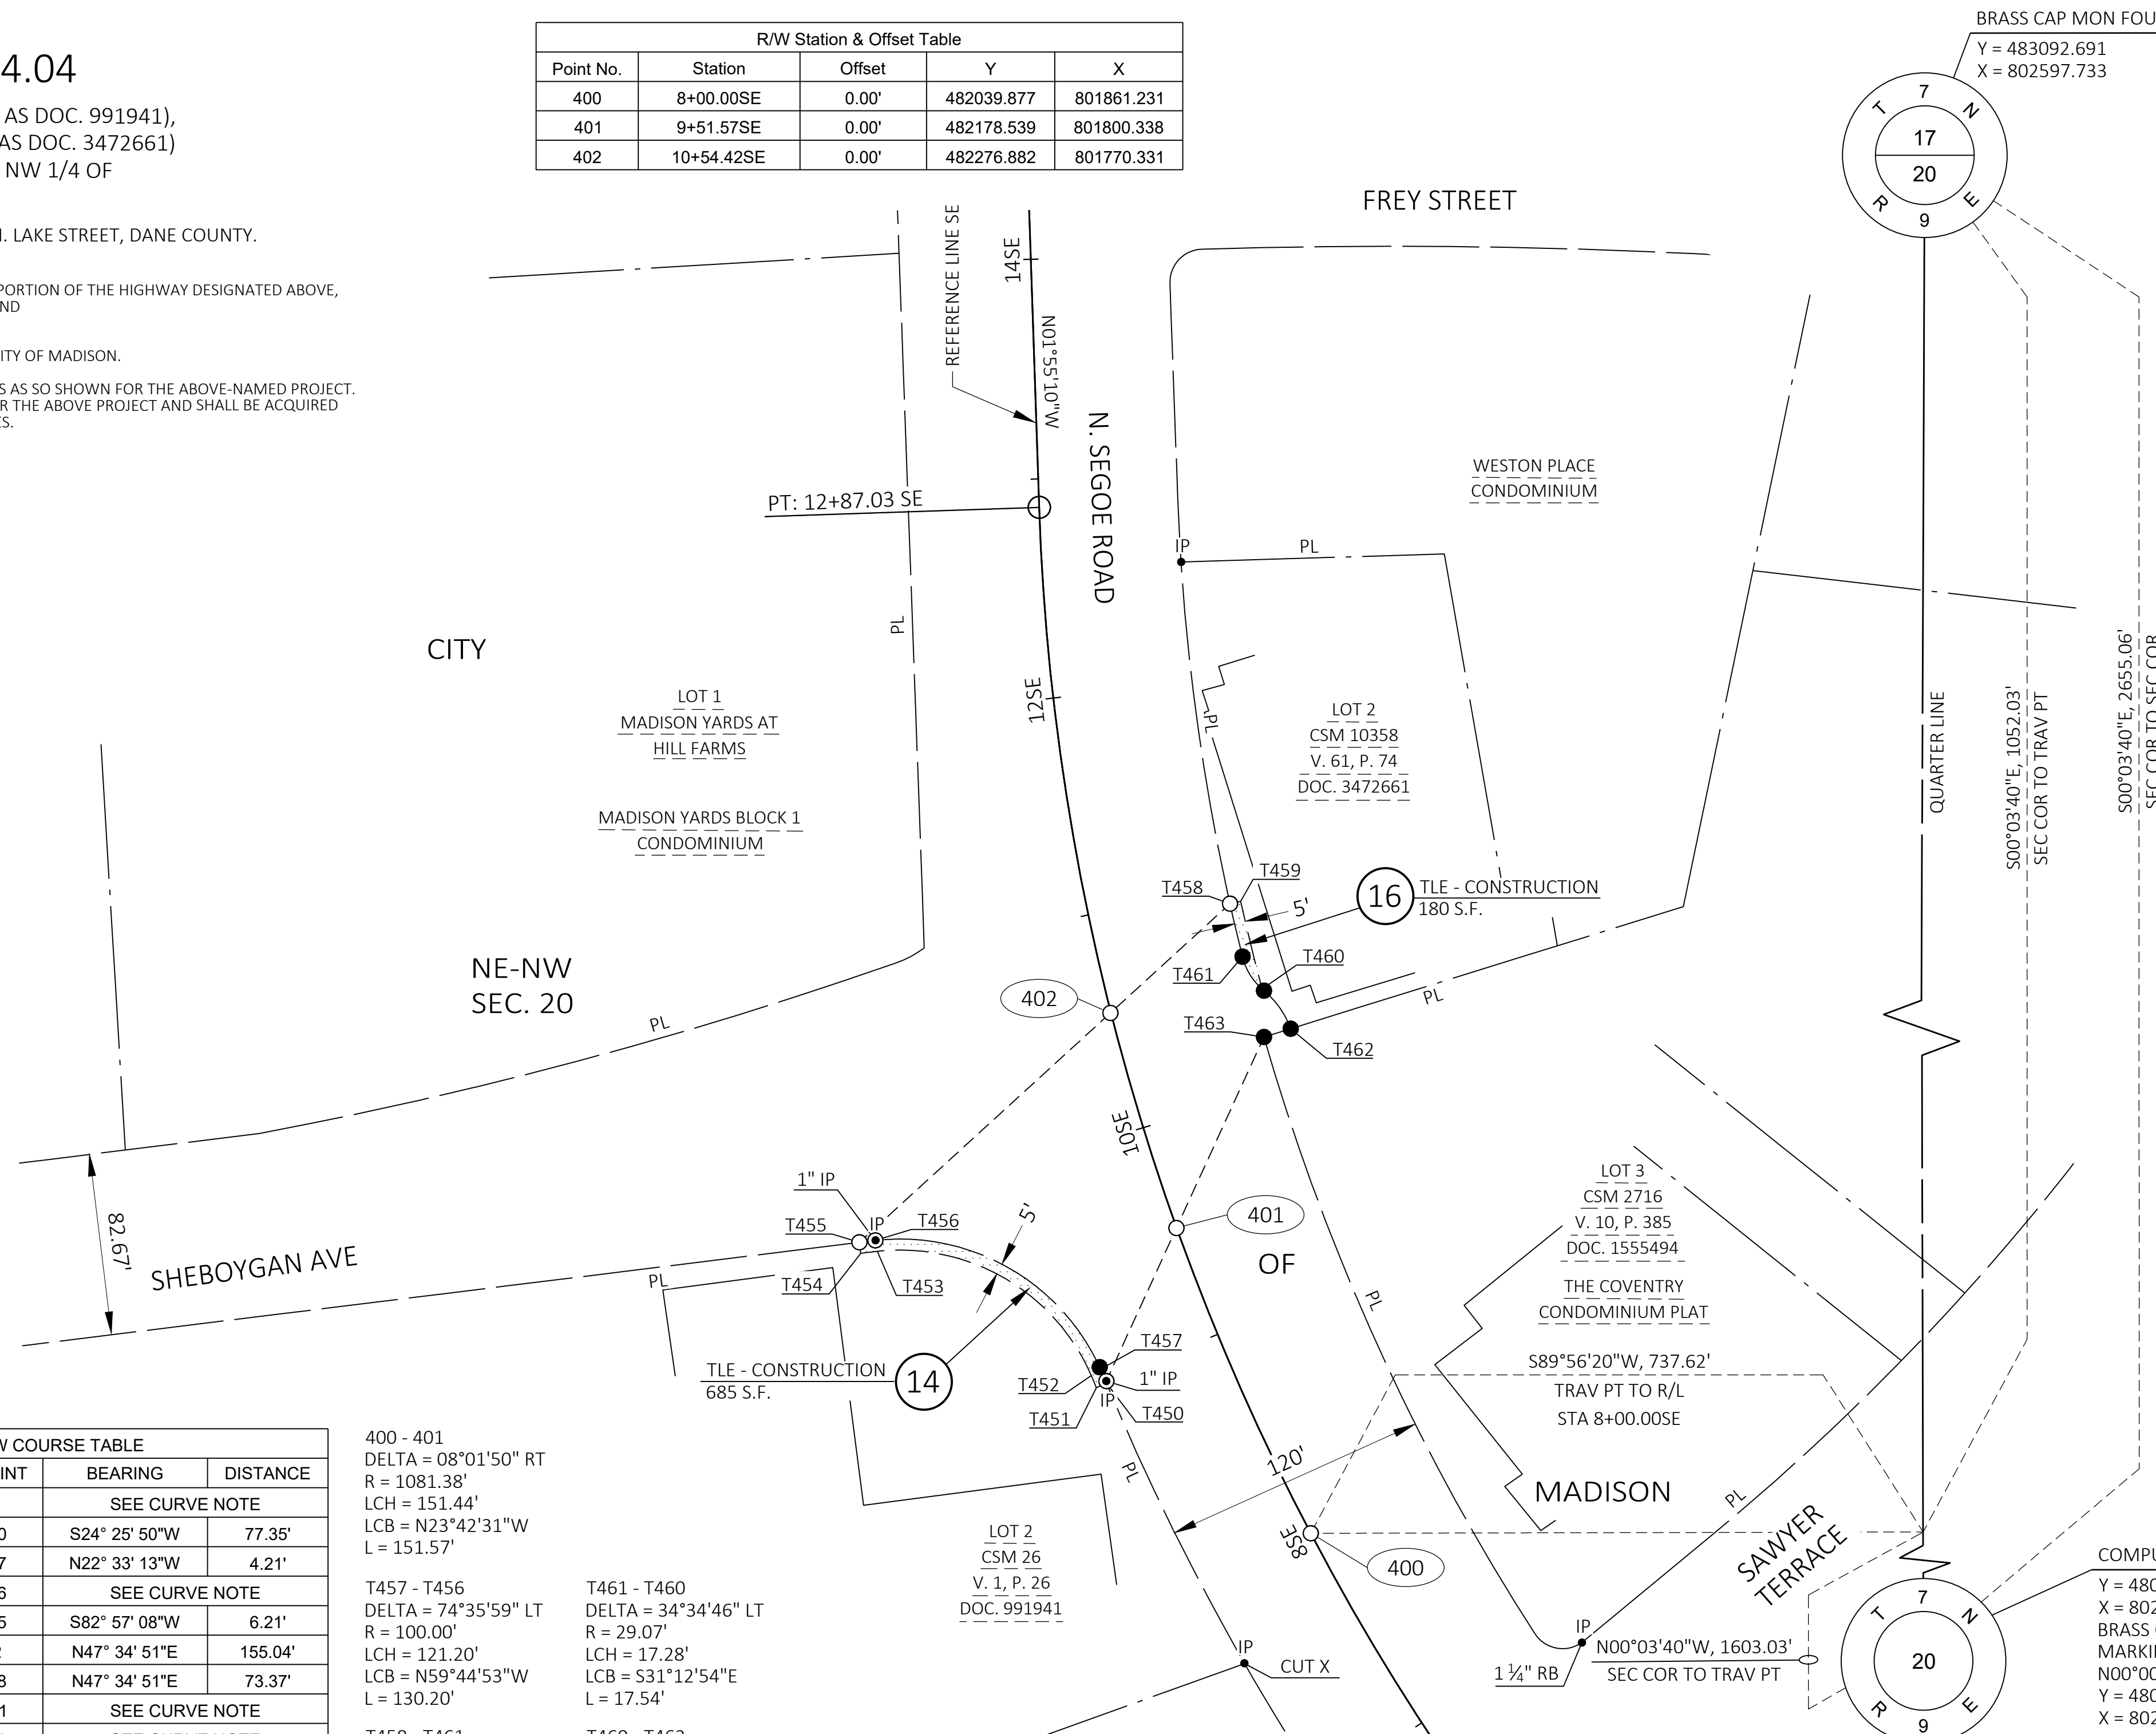 4.04
AS DOC. 991941),
AS DOC. 3472661)
NW 1/4 OF
LAKE STREET, DANE COUNTY.
PORTION OF THE HIGHWAY DESIGNATED ABOVE,
CITY OF MADISON.
AS SO SHOWN FOR THE ABOVE-NAMED PROJECT.
THE ABOVE PROJECT AND SHALL BE ACQUIRED
R/W Station & Offset Table
Point No. Station Offset Y X
400 8+00.00SE 0.00' 482039.877 801861.231
401 9+51.57SE 0.00' 482178.539 801800.338
402 10+54.42SE 0.00' 482276.882 801770.331
BRASS CAP MON
Y = 483092.691
X = 802597.733
T 7 N
17
20
R 9 E
FREY STREET
REFERENCE LINE SE
14SE
N01°55'10"W
N. SEGOE ROAD
PT: 12+87.03 SE
WESTON PLACE
CONDOMINIUM
IP
PL
CITY
PL
12SE
LOT 1
MADISON YARDS AT
HILL FARMS
MADISON YARDS BLOCK 1
CONDOMINIUM
PL
LOT 2
CSM 10358
V. 61, P. 74
DOC. 3472661
QUARTER LINE
S00°03'40"E, 1052.03'
SEC COR TO TRAV PT
S00°03'40"E, 2655.06'
SEC COR TO SEC COR
T458
T459
5'
16
TLE - CONSTRUCTION
180 S.F.
T460
T461
T463
T462
PL
NE-NW
SEC. 20
PL
402
10SE
401
OF
1" IP
T455
IP
T456
5'
T454
T453
82.67'
SHEBOYGAN AVE
PL
TLE - CONSTRUCTION
685 S.F.
14
T457
T452
1" IP
IP
T451
T450
PL
PL
LOT 3
CSM 2716
V. 10, P. 385
DOC. 1555494
THE COVENTRY
CONDOMINIUM PLAT
S89°56'20"W, 737.62'
TRAV PT TO R/L
STA 8+00.00SE
120'
MADISON
PL
8SE
400
SAWYER
TERRACE
LOT 2
CSM 26
V. 1, P. 26
DOC. 991941
IP
CUT X
IP
1 ¼" RB
N00°03'40"W, 1603.03'
SEC COR TO TRAV PT
T 7 N
20
R 9 E
Y = 480
X = 802
BRASS
N00°00
Y = 480
X = 802
COURSE TABLE
BEARING DISTANCE
SEE CURVE NOTE
0 S24° 25' 50"W 77.35'
7 N22° 33' 13"W 4.21'
6 SEE CURVE NOTE
5 S82° 57' 08"W 6.21'
N47° 34' 51"E 155.04'
8 N47° 34' 51"E 73.37'
1 SEE CURVE NOTE
400 - 401
DELTA = 08°01'50" RT
R = 1081.38'
LCH = 151.44'
LCB = N23°42'31"W
L = 151.57'
T457 - T456
DELTA = 74°35'59" LT
R = 100.00'
LCH = 121.20'
LCB = N59°44'53"W
L = 130.20'
T461 - T460
DELTA = 34°34'46" LT
R = 29.07'
LCH = 17.28'
LCB = S31°12'54"E
L = 17.54'